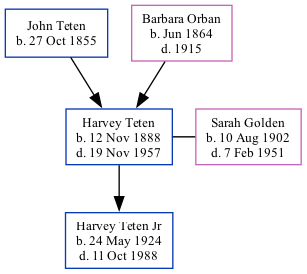 John Teten
b. 27 Oct 1855
Barbara Orban
b. Jun 1864
d. 1915
Harvey Teten
b. 12 Nov 1888
d. 19 Nov 1957
Sarah Golden
b. 10 Aug 1902
d. 7 Feb 1951
Harvey Teten Jr
b. 24 May 1924
d. 11 Oct 1988